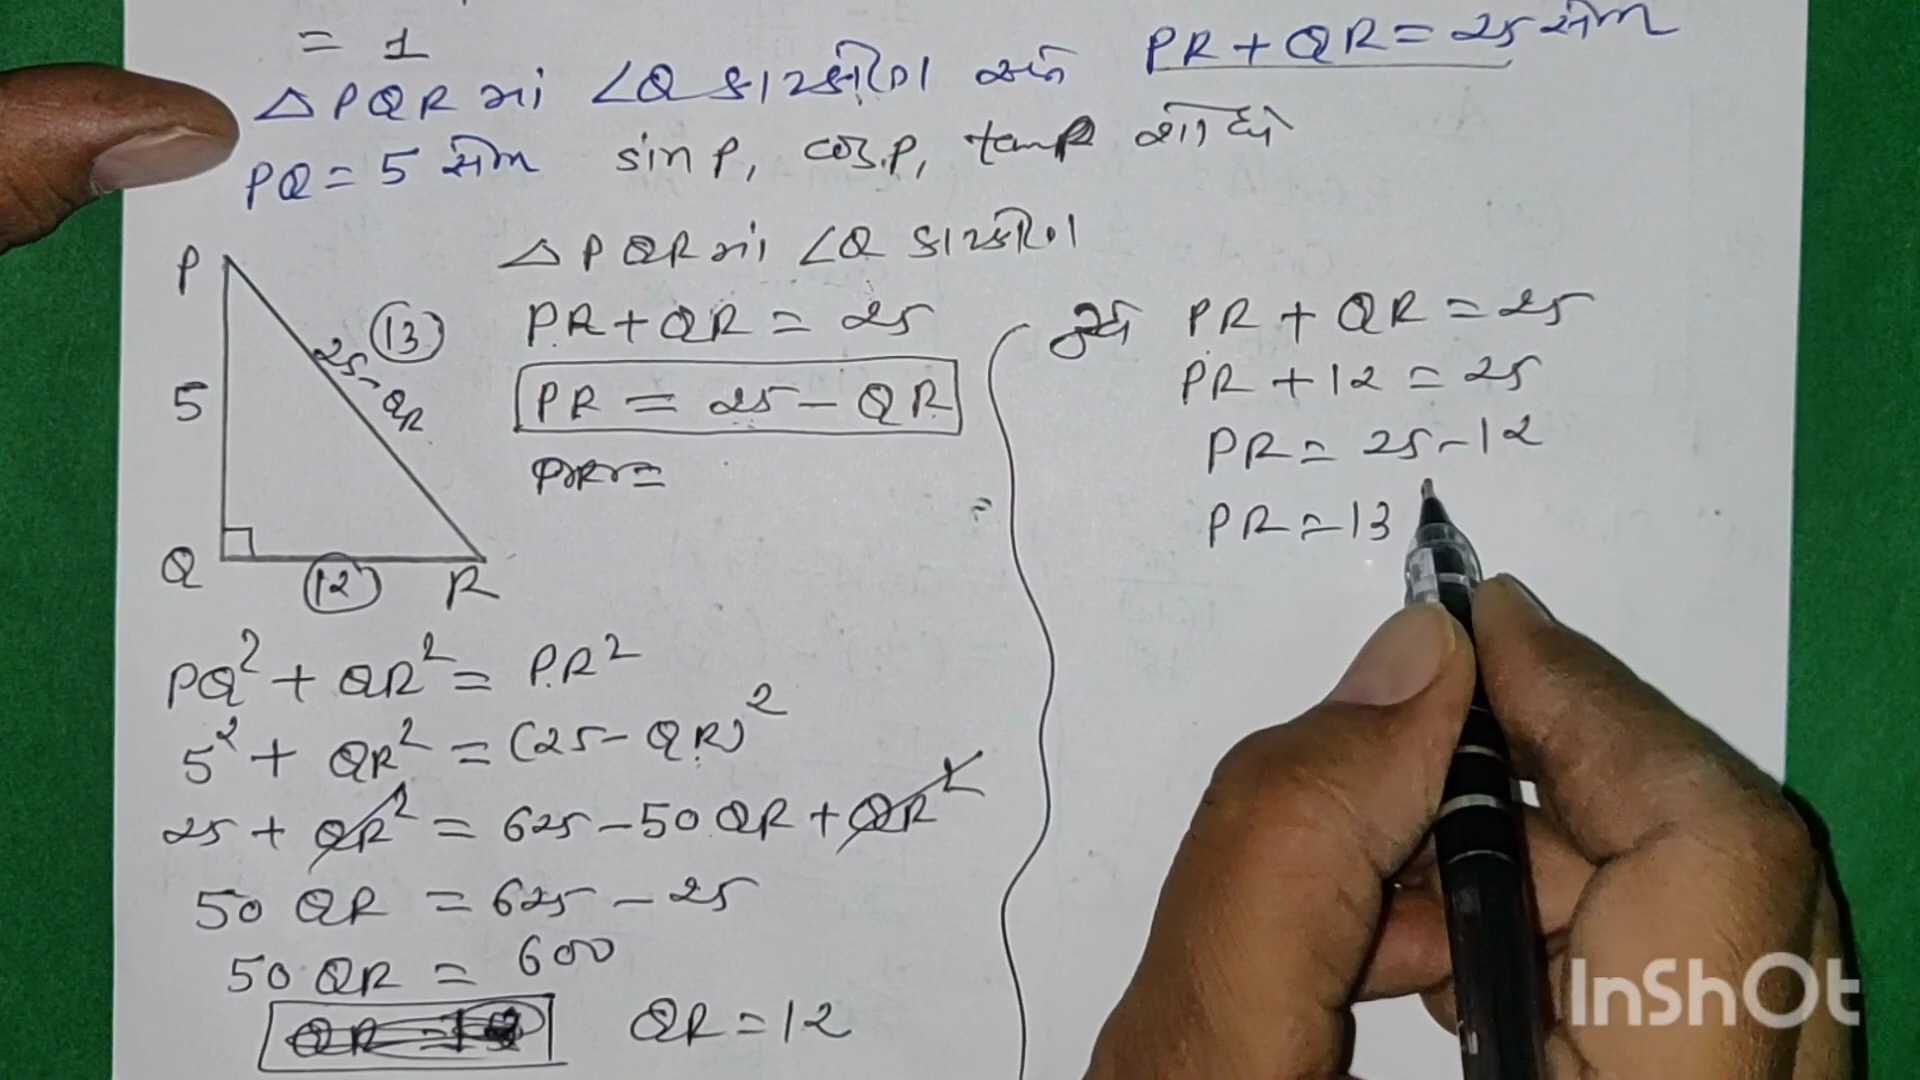 = 1
△PQR માં ∠Q કાટકોણ અને PR + QR = 25 સેમી
PQ = 5 સેમી sin P, cos P, tan P શોધો
△PQR માં ∠Q કાટકોણ
P
13
25 - QR
5
Q
12
R
PR + QR = 25
PR = 25 - QR
PQ² + QR² = PR²
5² + QR² = (25 - QR)²
25 + QR² = 625 - 50 QR + QR²
50 QR = 625 - 25
50 QR = 600
QR = 12
હવે PR + QR = 25
PR + 12 = 25
PR = 25 - 12
PR = 13
InShOt